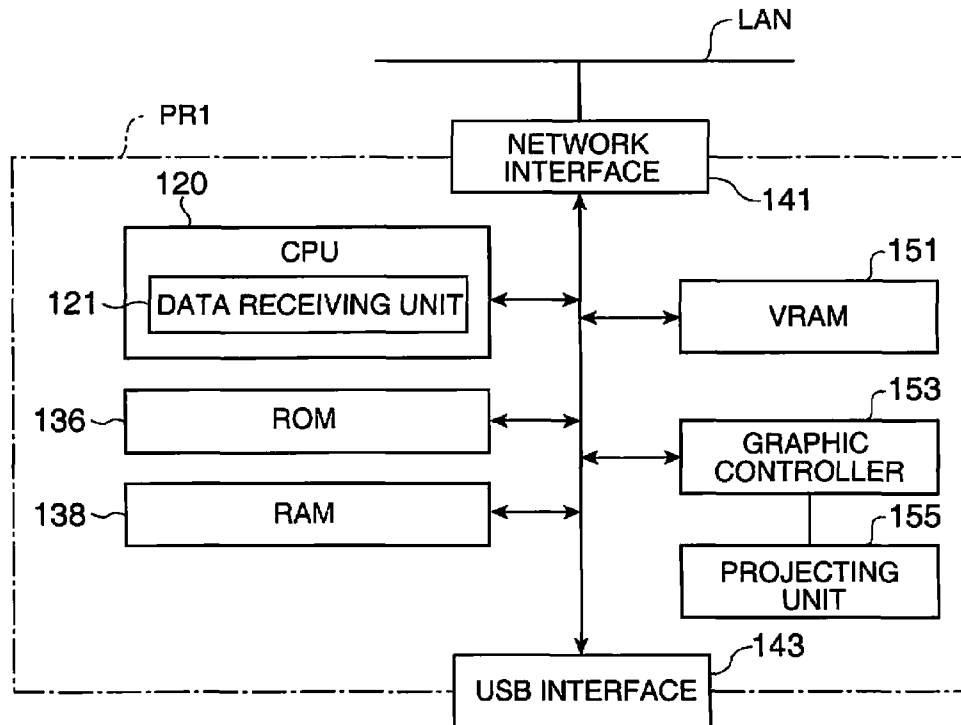 LAN
PR1
NETWORK
INTERFACE
141
120
CPU
121
DATA RECEIVING UNIT
151
VRAM
136
ROM
153
GRAPHIC
CONTROLLER
138
RAM
155
PROJECTING
UNIT
143
USB INTERFACE